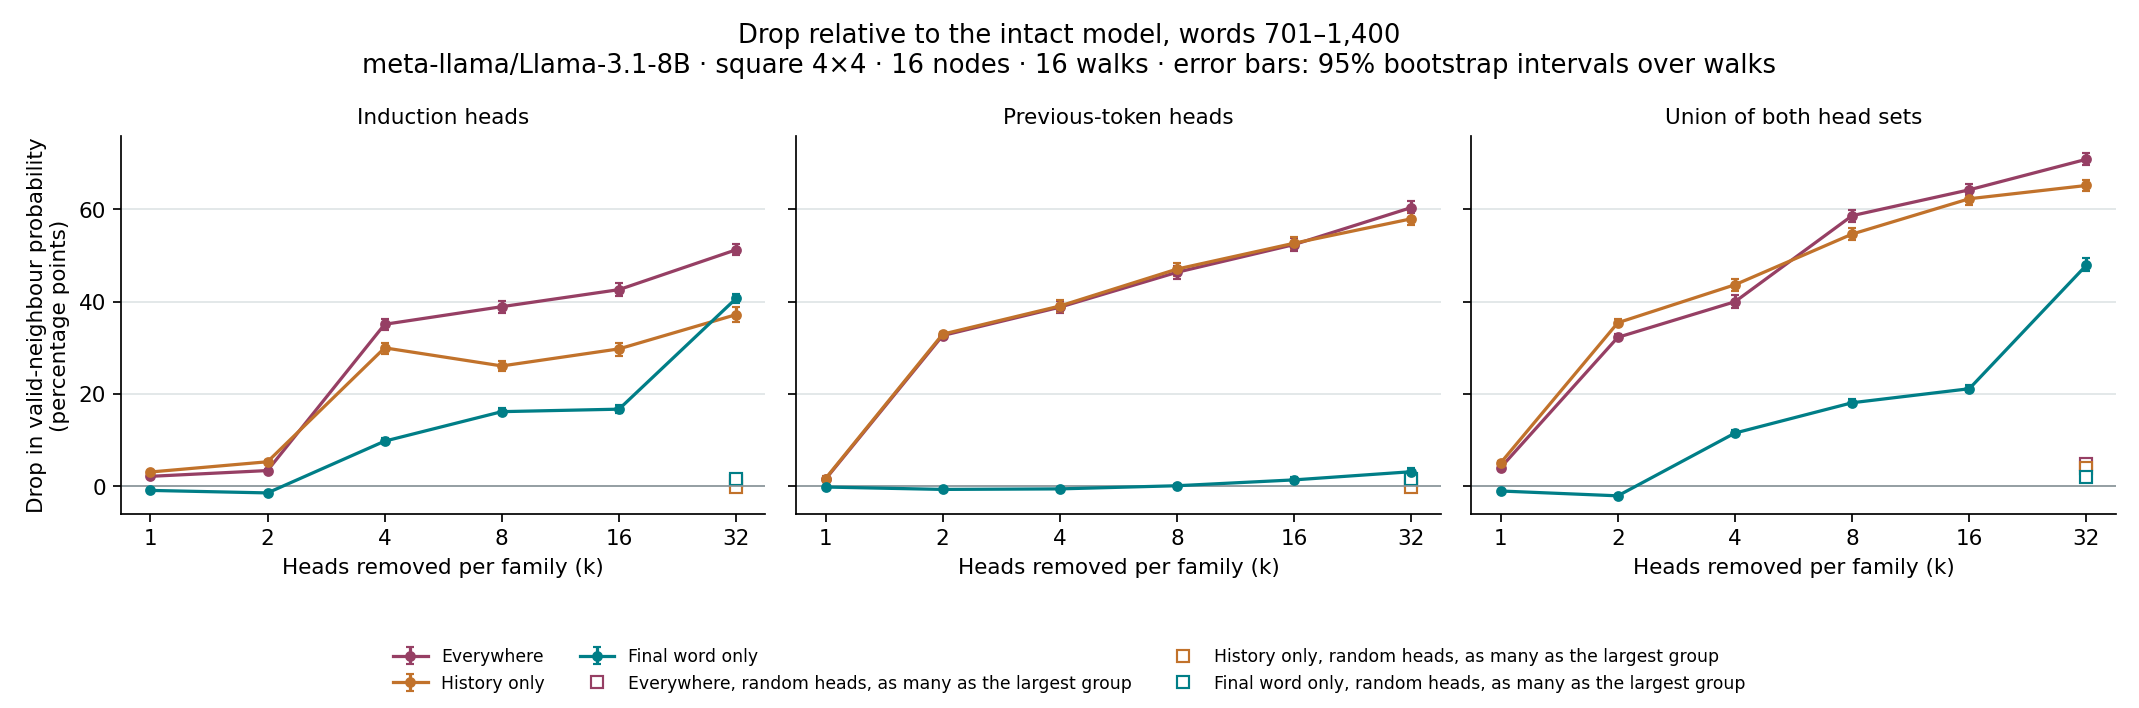 Drop relative to the intact model, words 701–1,400
meta-llama/Llama-3.1-8B · square 4×4 · 16 nodes · 16 walks · error bars: 95% bootstrap intervals over walks
Induction heads
Previous-token heads
Union of both head sets
Drop in valid-neighbour probability
(percentage points)
60
40
20
0
1 2 4 8 16 32
1 2 4 8 16 32
1 2 4 8 16 32
Heads removed per family (k)
Heads removed per family (k)
Heads removed per family (k)
Everywhere
History only
Final word only
Everywhere, random heads, as many as the largest group
History only, random heads, as many as the largest group
Final word only, random heads, as many as the largest group